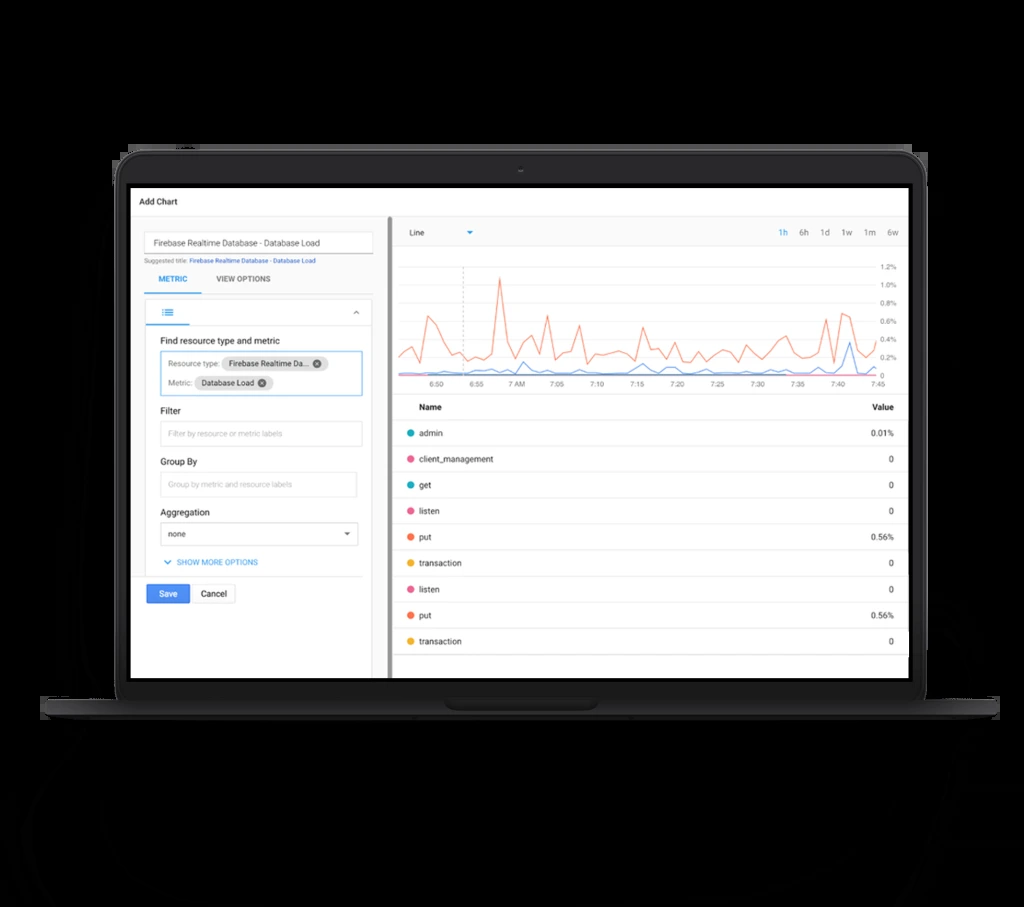 Add Chart
Firebase Realtime Database - Database Load
Suggested title: Firebase Realtime Database - Database Load
METRIC VIEW OPTIONS
Find resource type and metric
Resource type: Firebase Realtime Da...
Metric: Database Load
Filter
Filter by resource or metric labels
Group By
Group by metric and resource labels
Aggregation
none
SHOW MORE OPTIONS
Save Cancel
Line 1h 6h 1d 1w 1m 6w
1.2%
1.0%
0.8%
0.6%
0.4%
0.2%
0
6:50 6:55 7 AM 7:05 7:10 7:15 7:20 7:25 7:30 7:35 7:40 7:45
Name Value
admin 0.01%
client_management 0
get 0
listen 0
put 0.56%
transaction 0
listen 0
put 0.56%
transaction 0